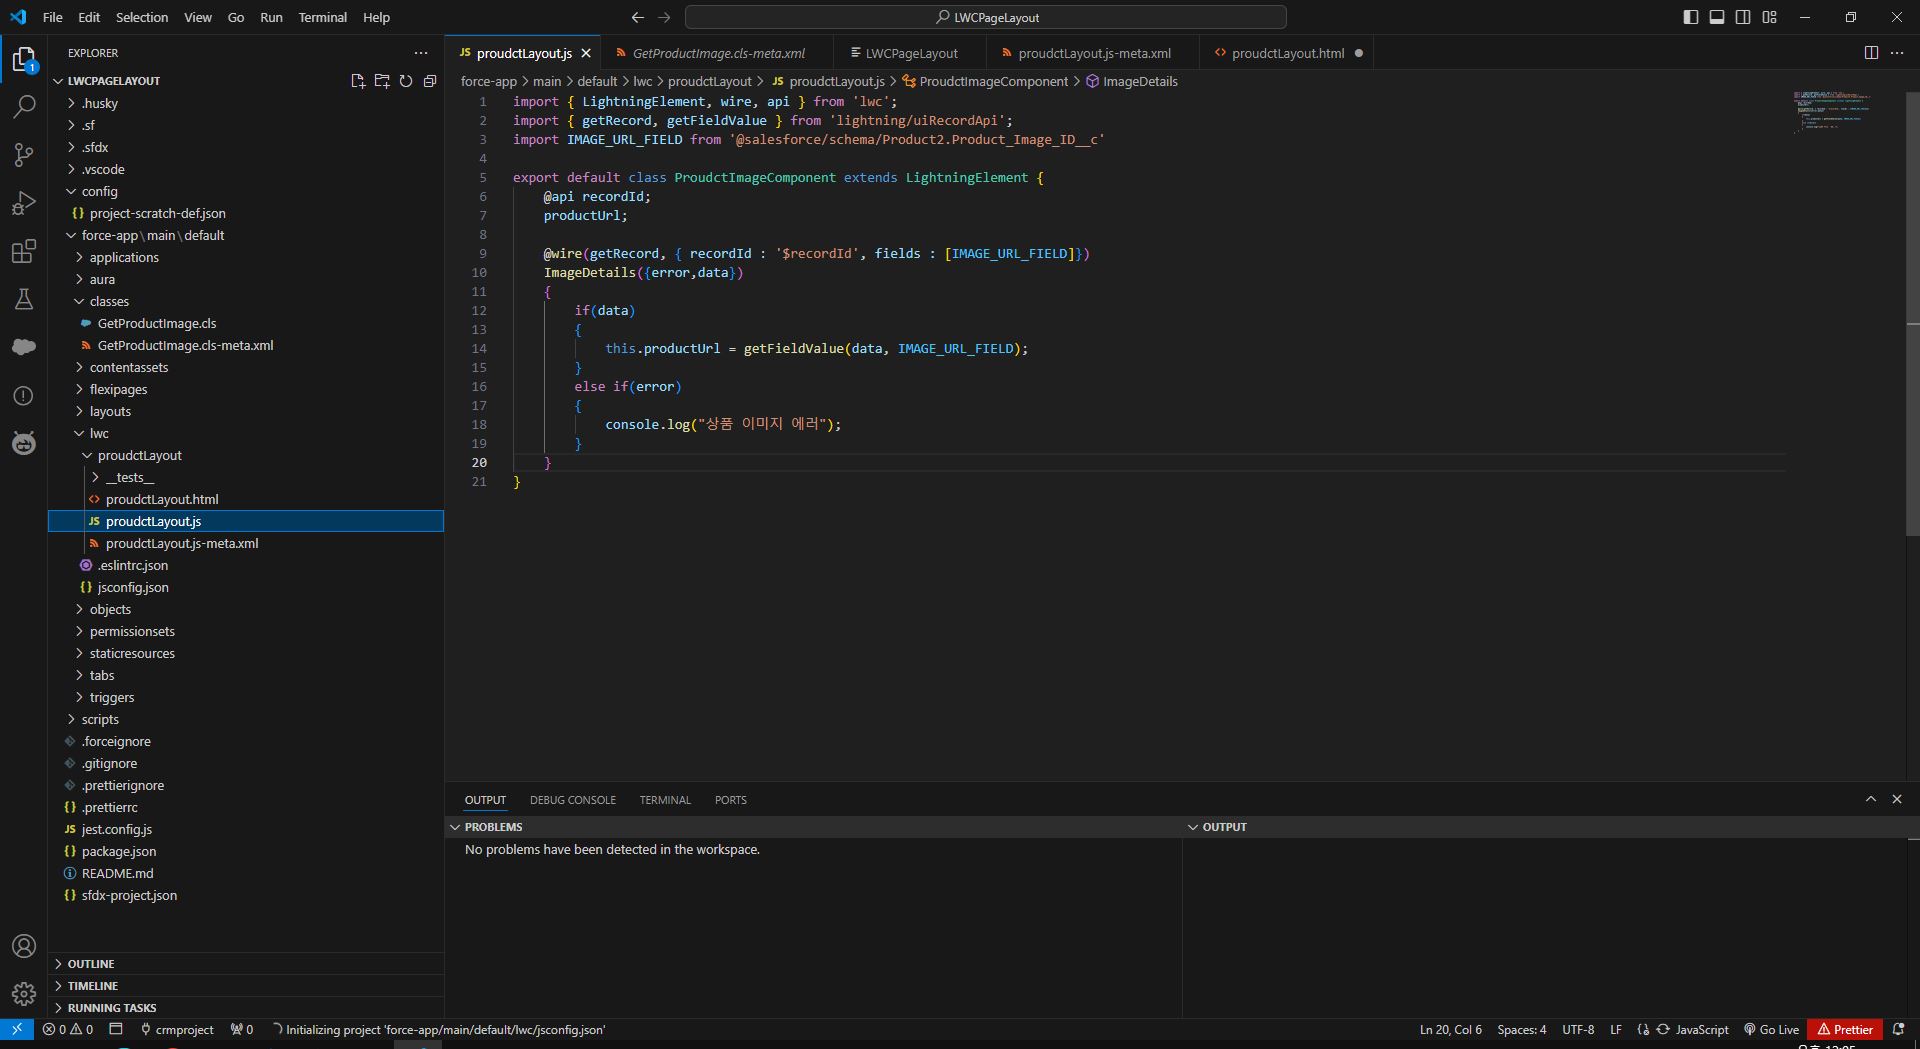 File Edit Selection View Go Run Terminal Help
LWCPageLayout
EXPLORER
LWCPAGELAYOUT
.husky
.sf
.sfdx
.vscode
config
{} project-scratch-def.json
force-app\main\default
applications
aura
classes
GetProductImage.cls
GetProductImage.cls-meta.xml
contentassets
flexipages
layouts
lwc
proudctLayout
__tests__
<> proudctLayout.html
JS proudctLayout.js
proudctLayout.js-meta.xml
.eslintrc.json
{} jsconfig.json
objects
permissionsets
staticresources
tabs
triggers
scripts
.forceignore
.gitignore
.prettierignore
{} .prettierrc
JS jest.config.js
{} package.json
README.md
{} sfdx-project.json
OUTLINE
TIMELINE
RUNNING TASKS
JS proudctLayout.js GetProductImage.cls-meta.xml LWCPageLayout proudctLayout.js-meta.xml <> proudctLayout.html
force-app > main > default > lwc > proudctLayout > JS proudctLayout.js > ProudctImageComponent > ImageDetails
1 import { LightningElement, wire, api } from 'lwc';
2 import { getRecord, getFieldValue } from 'lightning/uiRecordApi';
3 import IMAGE_URL_FIELD from '@salesforce/schema/Product2.Product_Image_ID__c'
4
5 export default class ProudctImageComponent extends LightningElement {
6 @api recordId;
7 productUrl;
8
9 @wire(getRecord, { recordId : '$recordId', fields : [IMAGE_URL_FIELD]})
10 ImageDetails({error,data})
11 {
12 if(data)
13 {
14 this.productUrl = getFieldValue(data, IMAGE_URL_FIELD);
15 }
16 else if(error)
17 {
18 console.log("상품 이미지 에러");
19 }
20 }
21 }
OUTPUT DEBUG CONSOLE TERMINAL PORTS
PROBLEMS
No problems have been detected in the workspace.
OUTPUT
1
0 0 crmproject 0 Initializing project 'force-app/main/default/lwc/jsconfig.json'
Ln 20, Col 6 Spaces: 4 UTF-8 LF JavaScript Go Live Prettier